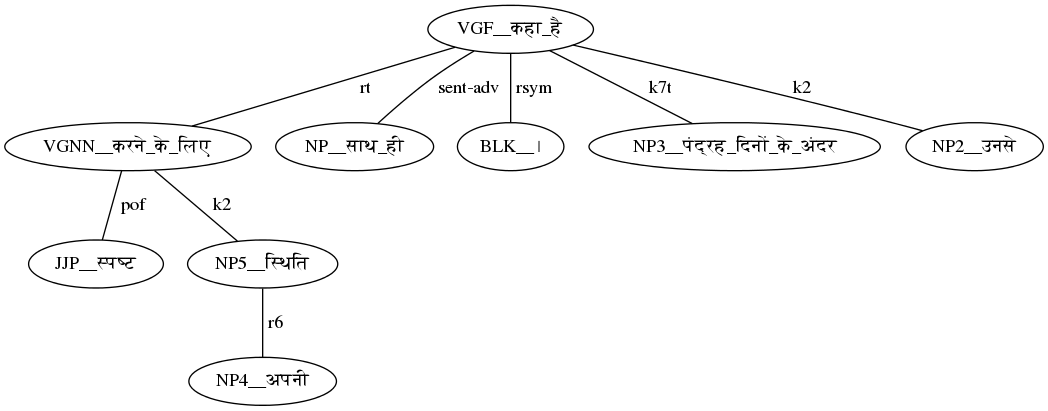 VGF__कहा_है
rt
sent-adv
rsym
k7t
k2
VGNN__करने_के_लिए
NP__साथ_ही
BLK__।
NP3__पंद्रह_दिनों_के_अंदर
NP2__उनसे
pof
k2
JJP__स्पष्ट
NP5__स्थिति
r6
NP4__अपनी